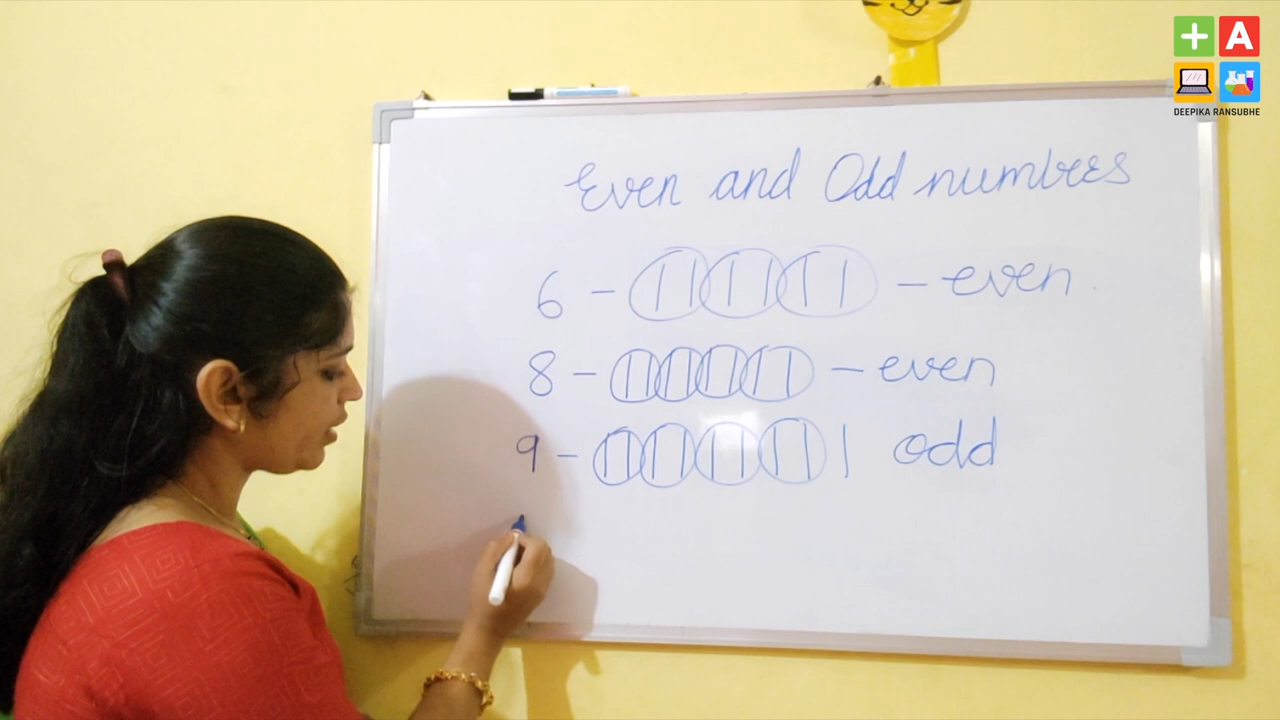 + A
DEEPIKA RANSUBHE
Even and Odd numbres
6 - | | | | | | - even
8 - | | | | | | | | - even
9 - | | | | | | | | | odd